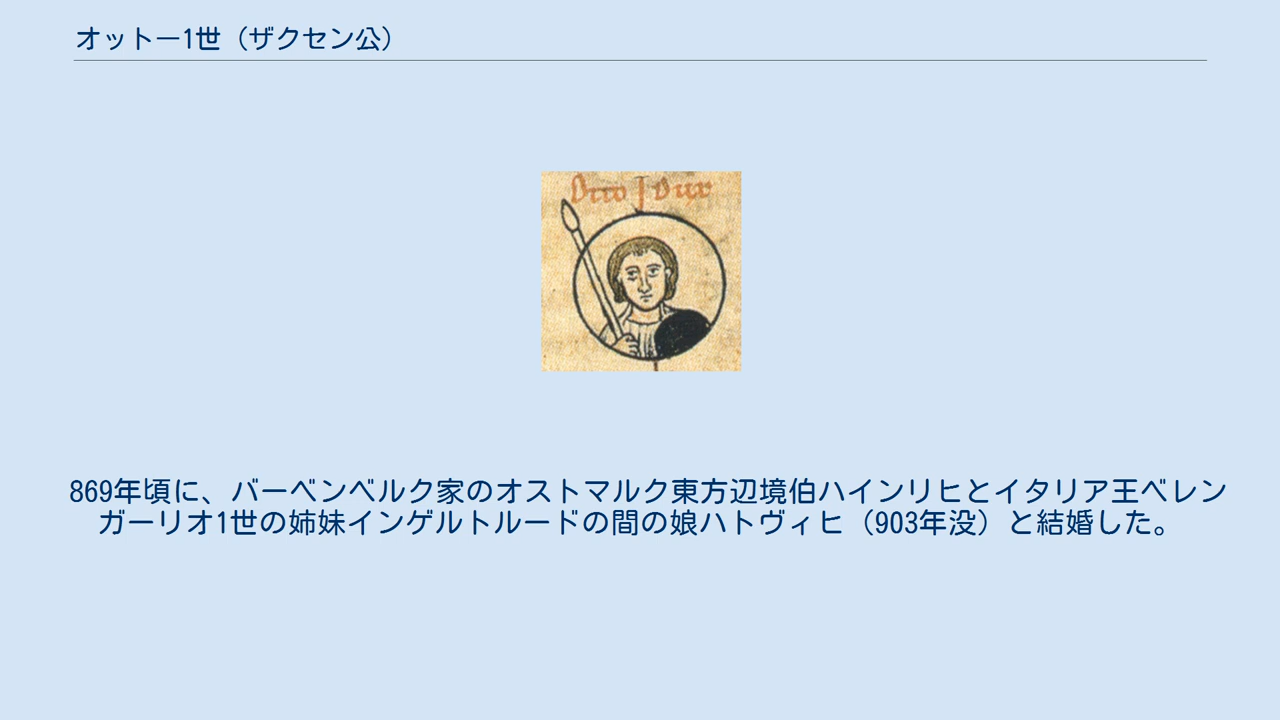 オットー1世（ザクセン公）
Otto I Dux
869年頃に、バーベンベルク家のオストマルク東方辺境伯ハインリヒとイタリア王ベレン
ガーリオ1世の姉妹インゲルトルードの間の娘ハトヴィヒ（903年没）と結婚した。